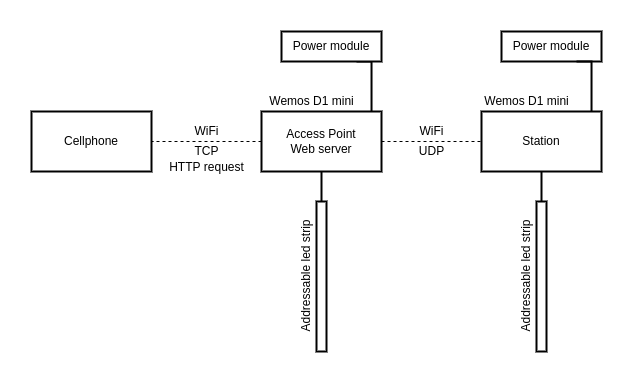 Power module
Power module
Wemos D1 mini
Wemos D1 mini
Cellphone
WiFi
TCP
HTTP request
Access Point
Web server
WiFi
UDP
Station
Addressable led strip
Addressable led strip